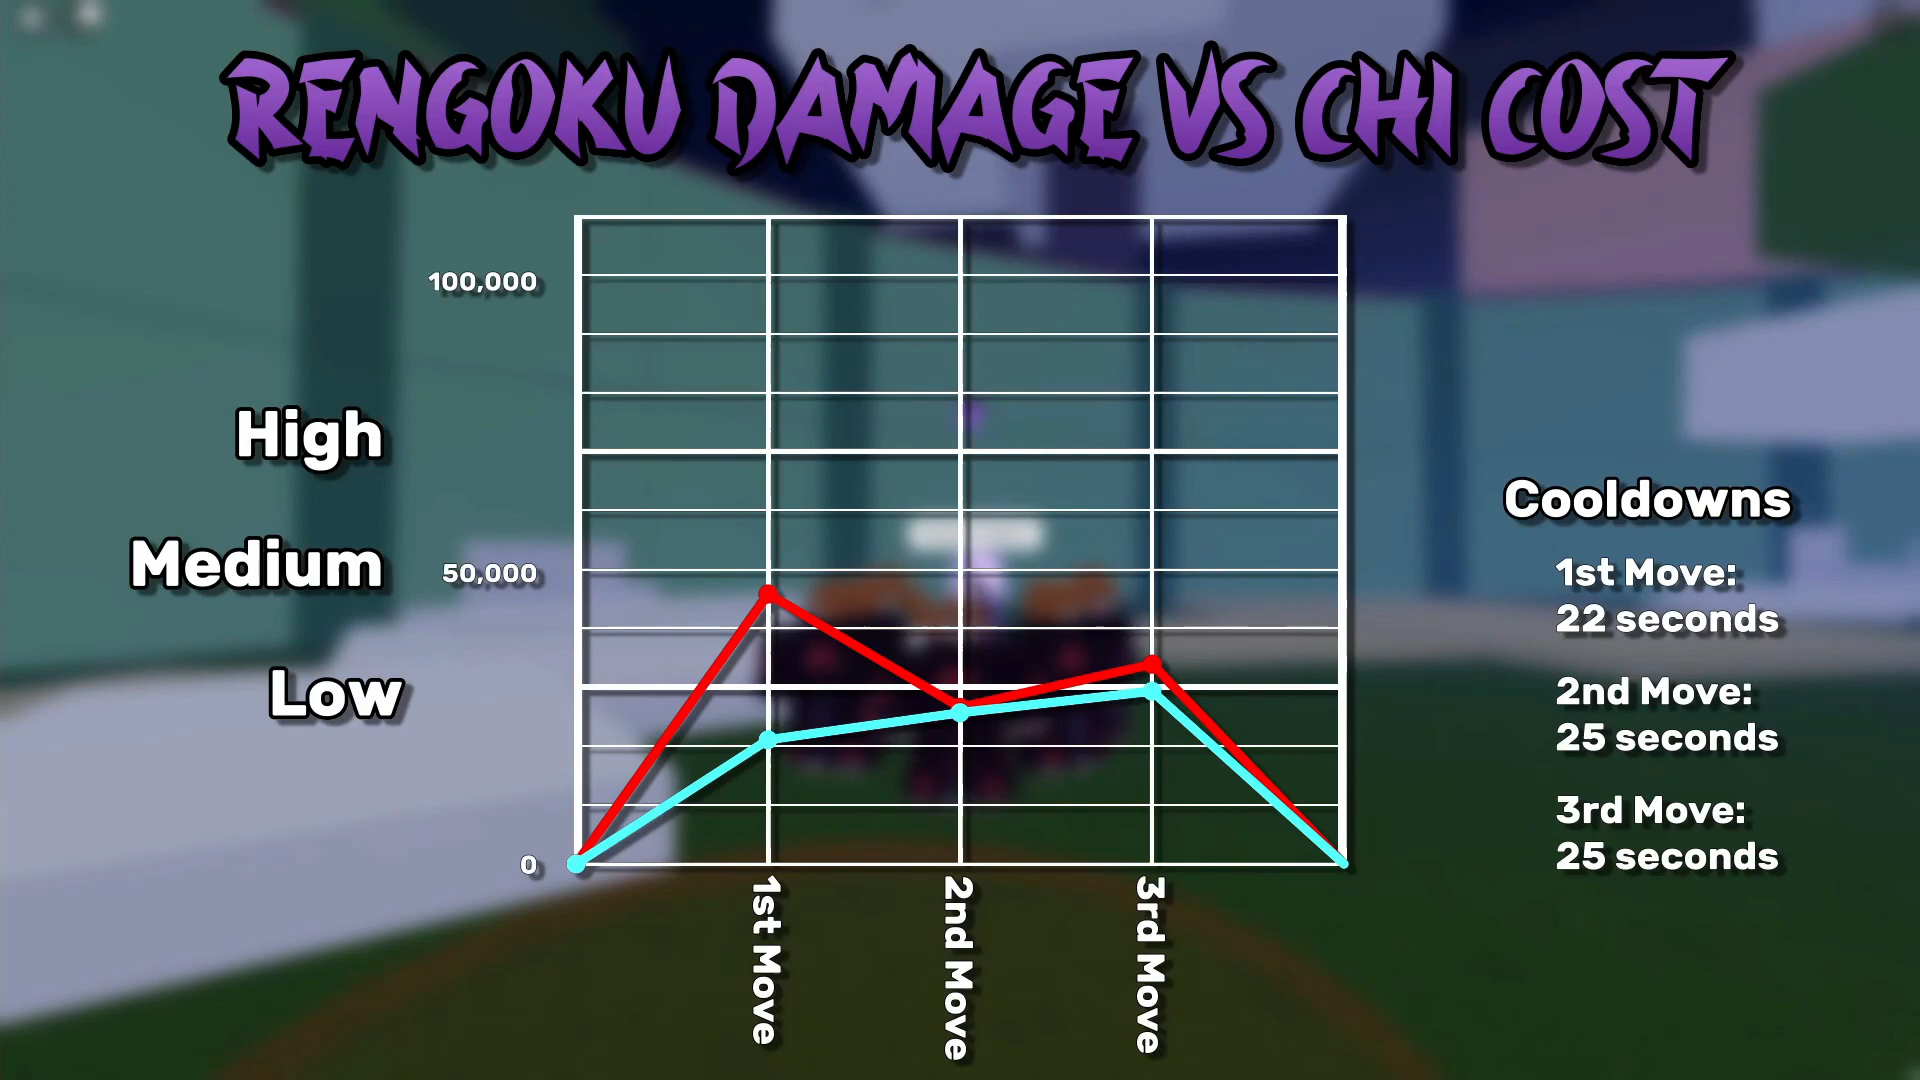 RENGOKU DAMAGE VS CHI COST
100,000
High
Medium
50,000
Low
0
1st Move
2nd Move
3rd Move
Cooldowns
1st Move:
22 seconds
2nd Move:
25 seconds
3rd Move:
25 seconds